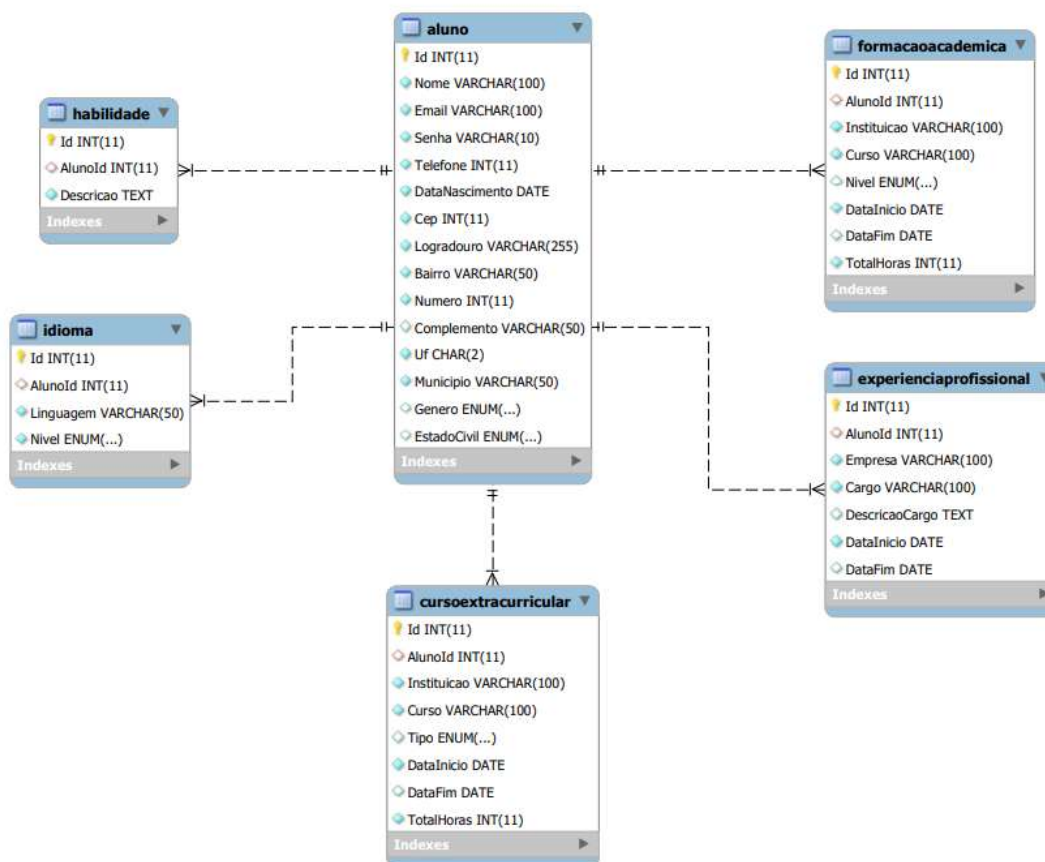 aluno
Id INT(11)
Nome VARCHAR(100)
Email VARCHAR(100)
Senha VARCHAR(10)
Telefone INT(11)
DataNascimento DATE
Cep INT(11)
Logradouro VARCHAR(255)
Bairro VARCHAR(50)
Numero INT(11)
Complemento VARCHAR(50)
Uf CHAR(2)
Municipio VARCHAR(50)
Genero ENUM(...)
EstadoCivil ENUM(...)
Indexes
habilidade
Id INT(11)
AlunoId INT(11)
Descricao TEXT
Indexes
idioma
Id INT(11)
AlunoId INT(11)
Linguagem VARCHAR(50)
Nivel ENUM(...)
Indexes
formacaoacademica
Id INT(11)
AlunoId INT(11)
Instituicao VARCHAR(100)
Curso VARCHAR(100)
Nivel ENUM(...)
DataInicio DATE
DataFim DATE
TotalHoras INT(11)
Indexes
experienciaprofissional
Id INT(11)
AlunoId INT(11)
Empresa VARCHAR(100)
Cargo VARCHAR(100)
DescricaoCargo TEXT
DataInicio DATE
DataFim DATE
Indexes
cursoextracurricular
Id INT(11)
AlunoId INT(11)
Instituicao VARCHAR(100)
Curso VARCHAR(100)
Tipo ENUM(...)
DataInicio DATE
DataFim DATE
TotalHoras INT(11)
Indexes